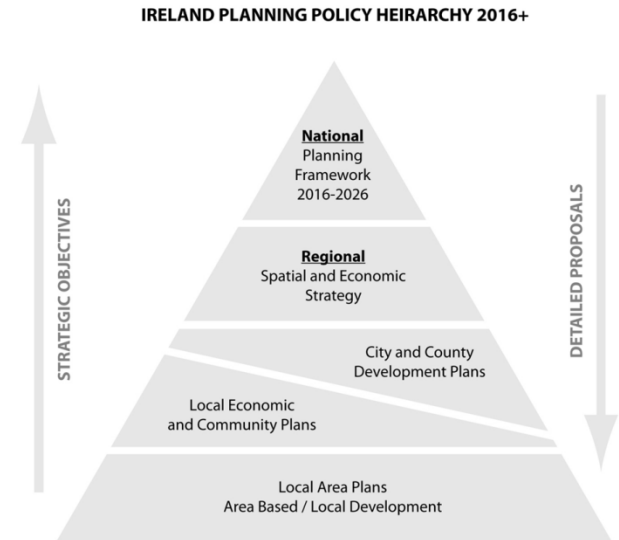 IRELAND PLANNING POLICY HEIRARCHY 2016+
National
Planning
Framework
2016-2026
STRATEGIC OBJECTIVES
DETAILED PROPOSALS
Regional
Spatial and Economic
Strategy
City and County
Development Plans
Local Economic
and Community Plans
Local Area Plans
Area Based / Local Development